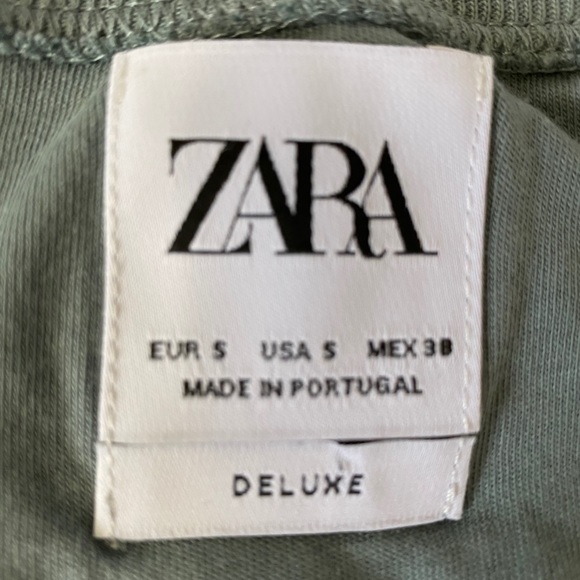 ZARA
EUR S USA S MEX 38
MADE IN PORTUGAL
DELUXE